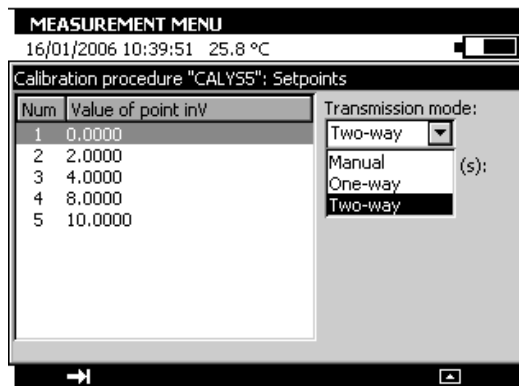 MEASUREMENT MENU
16/01/2006 10:39:51 25.8 °C
Calibration procedure "CALYS5": Setpoints
Num Value of point inV
1 0.0000
2 2.0000
3 4.0000
4 8.0000
5 10.0000
Transmission mode:
Two-way
Manual
One-way
Two-way
(s):